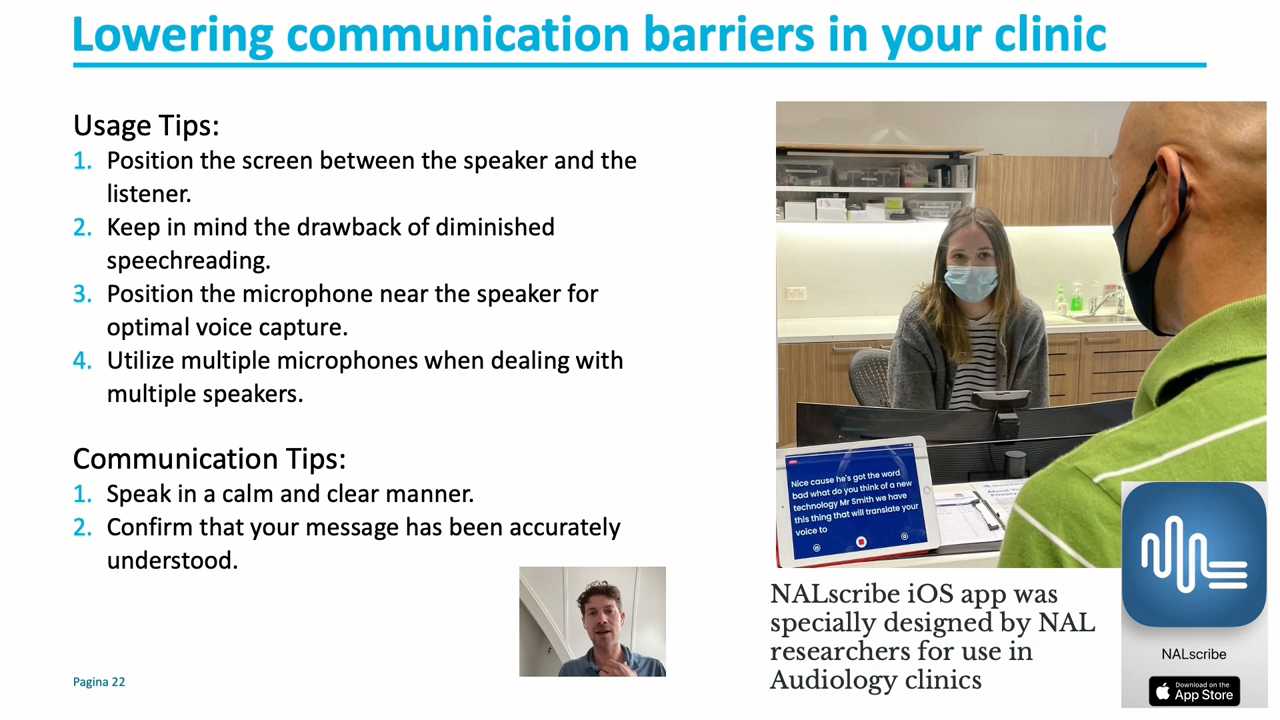 Lowering communication barriers in your clinic
Usage Tips:
1. Position the screen between the speaker and the
listener.
2. Keep in mind the drawback of diminished
speechreading.
3. Position the microphone near the speaker for
optimal voice capture.
4. Utilize multiple microphones when dealing with
multiple speakers.
Communication Tips:
1. Speak in a calm and clear manner.
2. Confirm that your message has been accurately
understood.
Pagina 22
Nice cause he's got the word
bad what do you think of a new
technology Mr Smith we have
this thing that will translate your
voice to
NALscribe iOS app was
specially designed by NAL
researchers for use in
Audiology clinics
NALscribe
Download on the
App Store